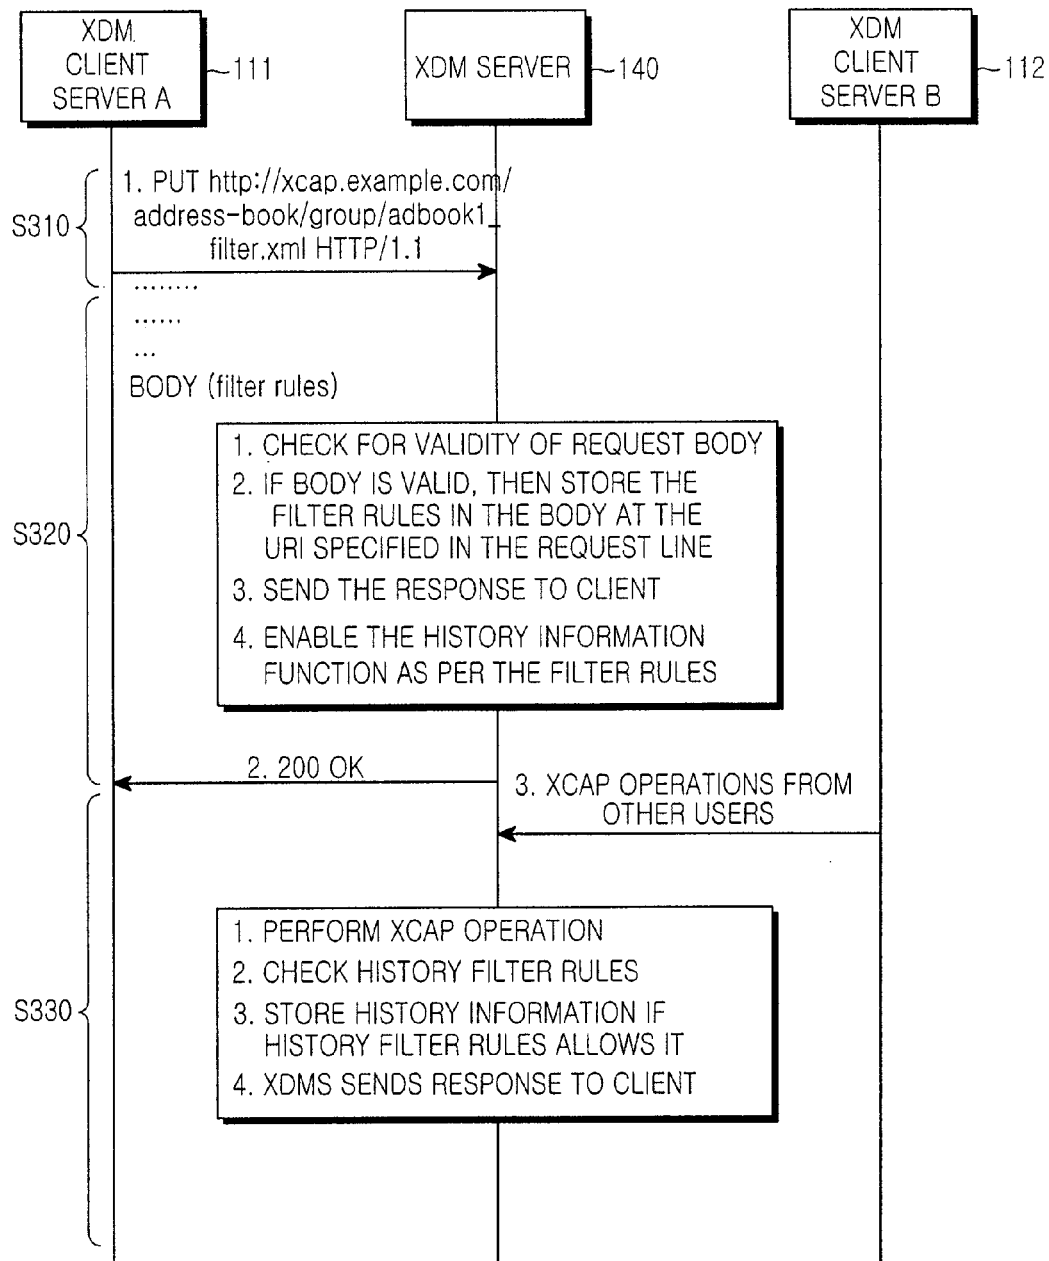 XDM
CLIENT
SERVER A
111
XDM SERVER
140
XDM
CLIENT
SERVER B
112
S310
1. PUT http://xcap.example.com/
address-book/group/adbook1
filter.xml HTTP/1.1
........
......
...
BODY (filter rules)
S320
1. CHECK FOR VALIDITY OF REQUEST BODY
2. IF BODY IS VALID, THEN STORE THE
FILTER RULES IN THE BODY AT THE
URI SPECIFIED IN THE REQUEST LINE
3. SEND THE RESPONSE TO CLIENT
4. ENABLE THE HISTORY INFORMATION
FUNCTION AS PER THE FILTER RULES
2. 200 OK
3. XCAP OPERATIONS FROM
OTHER USERS
S330
1. PERFORM XCAP OPERATION
2. CHECK HISTORY FILTER RULES
3. STORE HISTORY INFORMATION IF
HISTORY FILTER RULES ALLOWS IT
4. XDMS SENDS RESPONSE TO CLIENT